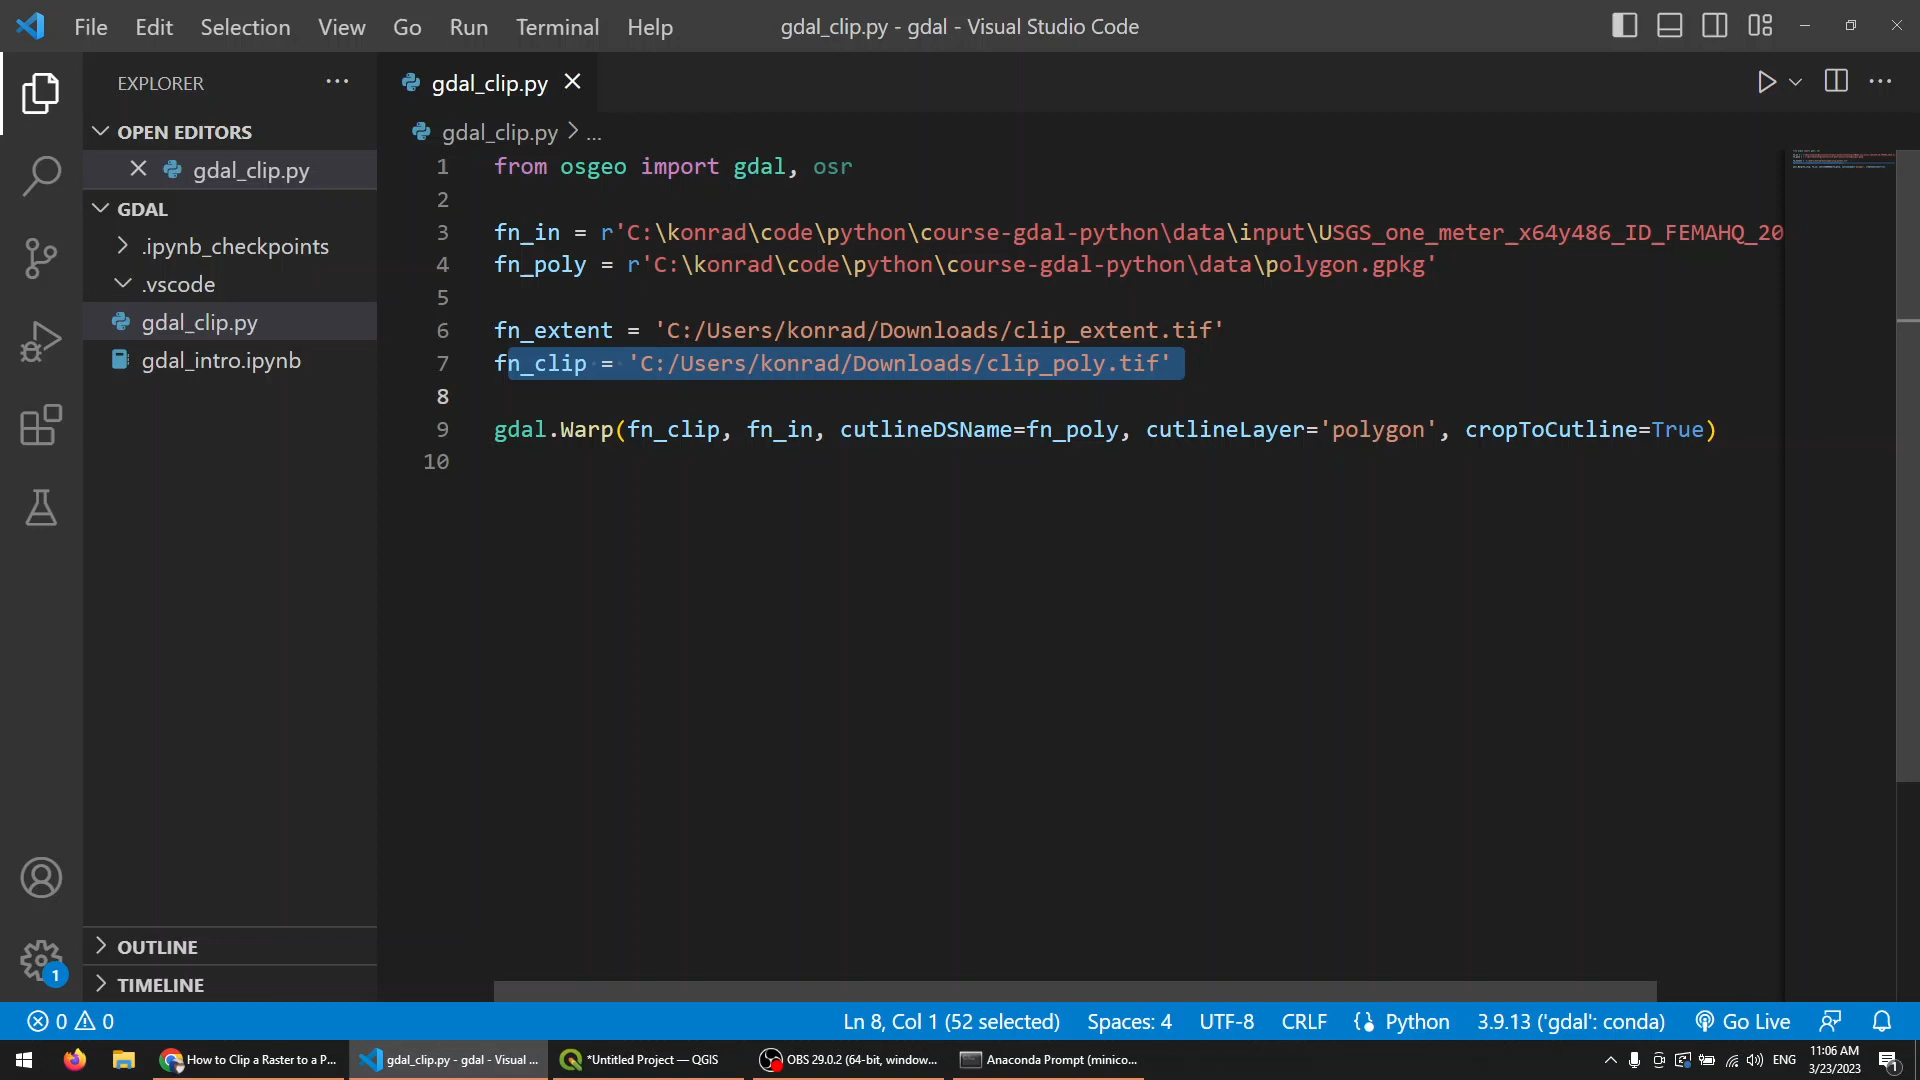 File Edit Selection View Go Run Terminal Help
gdal_clip.py - gdal - Visual Studio Code
EXPLORER
OPEN EDITORS
gdal_clip.py
GDAL
.ipynb_checkpoints
.vscode
gdal_clip.py
gdal_intro.ipynb
OUTLINE
TIMELINE
gdal_clip.py
gdal_clip.py > ...
1 from osgeo import gdal, osr
2
3 fn_in = r'C:\konrad\code\python\course-gdal-python\data\input\USGS_one_meter_x64y486_ID_FEMAHQ_20
4 fn_poly = r'C:\konrad\code\python\course-gdal-python\data\polygon.gpkg'
5
6 fn_extent = 'C:/Users/konrad/Downloads/clip_extent.tif'
7 fn_clip = 'C:/Users/konrad/Downloads/clip_poly.tif'
8
9 gdal.Warp(fn_clip, fn_in, cutlineDSName=fn_poly, cutlineLayer='polygon', cropToCutline=True)
10
1
0 0 Ln 8, Col 1 (52 selected) Spaces: 4 UTF-8 CRLF Python 3.9.13 ('gdal': conda) Go Live
How to Clip a Raster to a P... gdal_clip.py - gdal - Visual ... *Untitled Project — QGIS OBS 29.0.2 (64-bit, window... Anaconda Prompt (minico... ENG 11:06 AM
3/23/2023 1